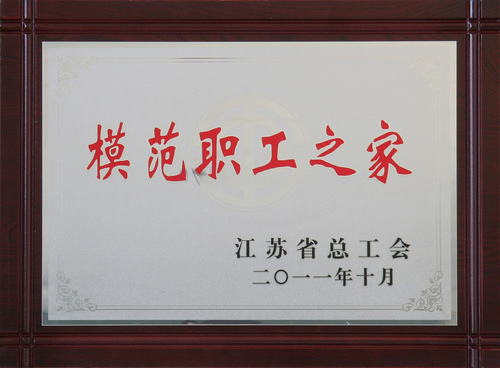 模范职工之家
江苏省总工会
二〇一一年十月